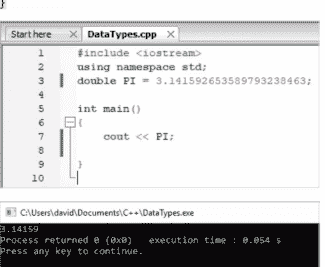 }
Start here X DataTypes.cpp X
1 #include <iostream>
2 using namespace std;
3 double PI = 3.141592653589793238463;
4
5 int main()
6 {
7 cout << PI;
8
9 }
10
C:\Users\david\Documents\C++\DataTypes.exe
3.14159
Process returned 0 (0x0) execution time : 0.054 s
Press any key to continue.